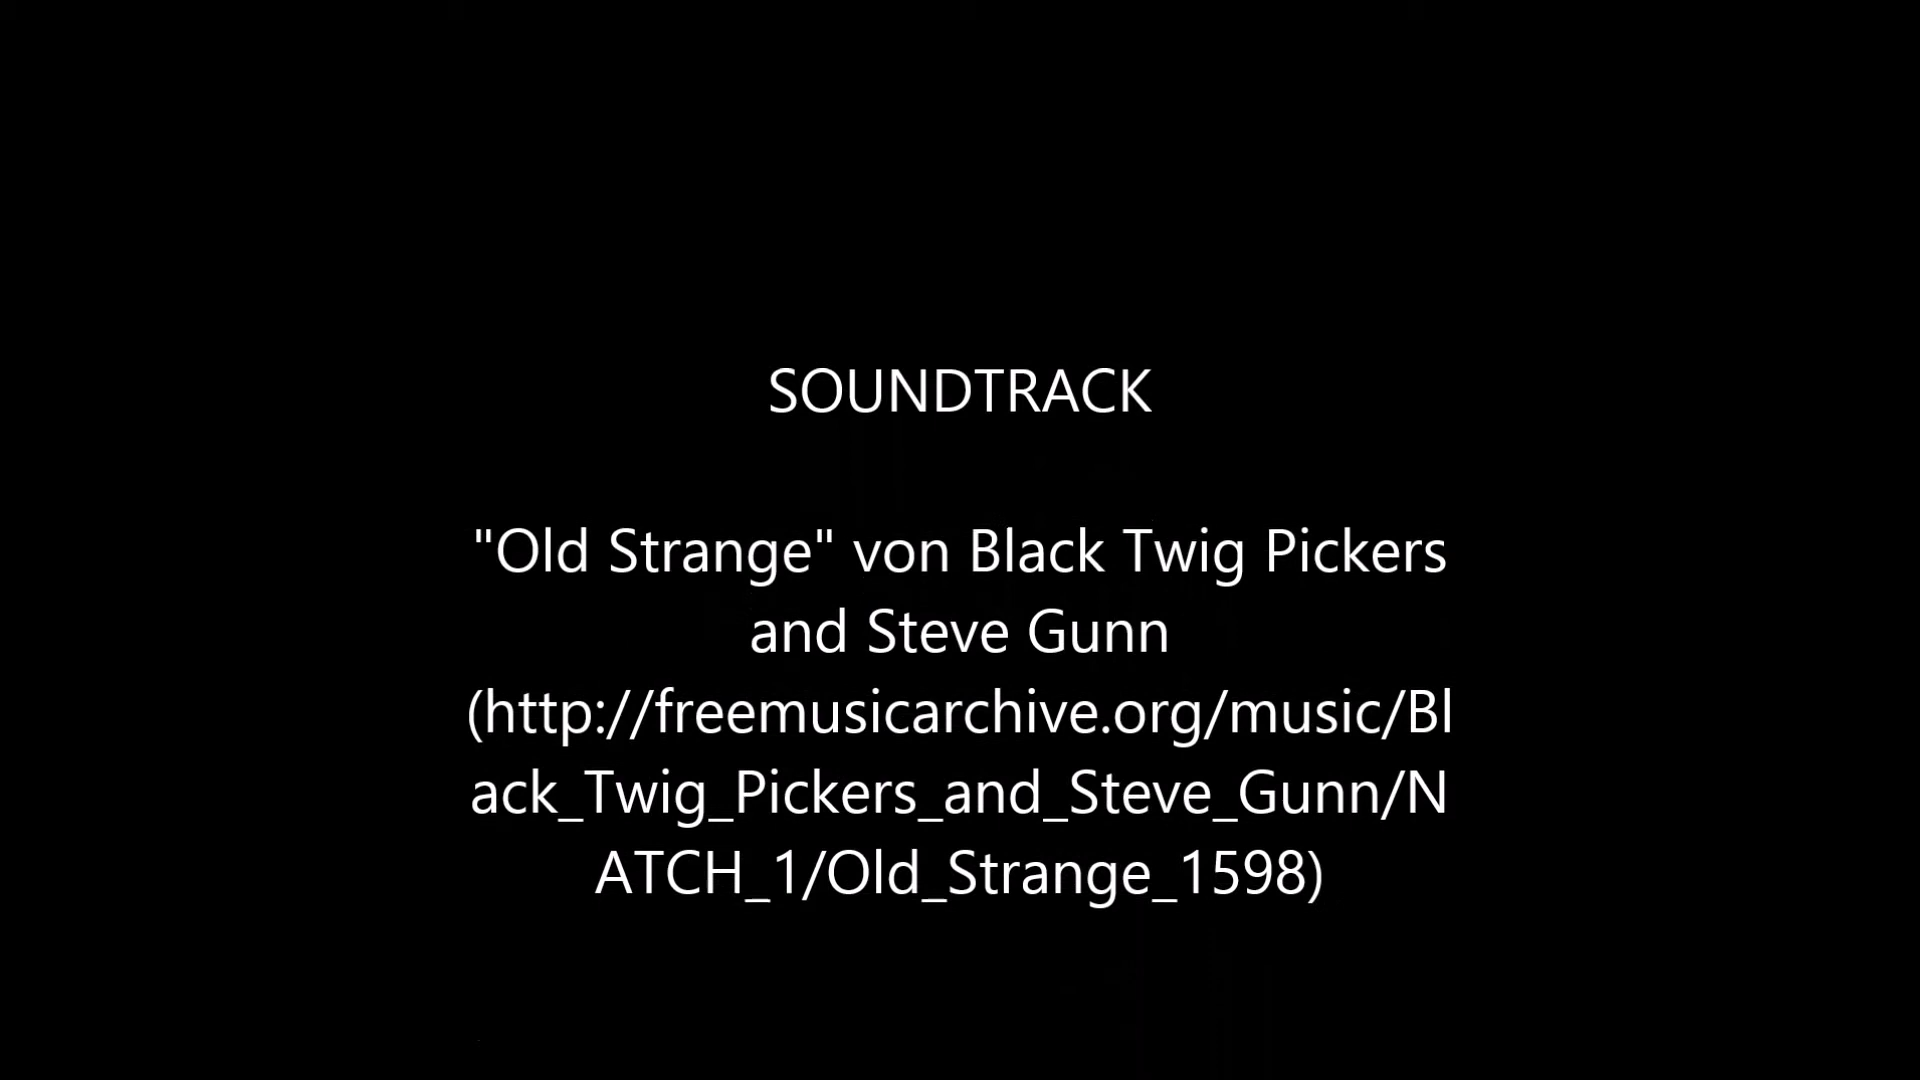 SOUNDTRACK
"Old Strange" von Black Twig Pickers
and Steve Gunn
(http://freemusicarchive.org/music/Bl
ack_Twig_Pickers_and_Steve_Gunn/N
ATCH_1/Old_Strange_1598)